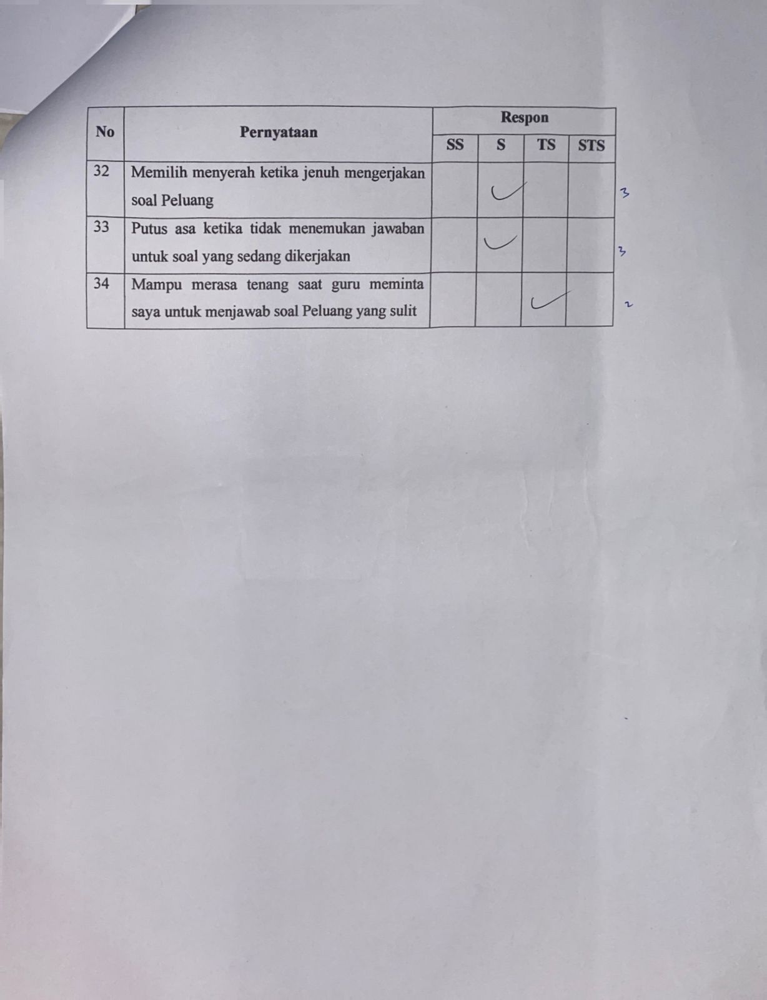 No Pernyataan Respon
SS S TS STS
32 Memilih menyerah ketika jenuh mengerjakan
soal Peluang ✓ 3
33 Putus asa ketika tidak menemukan jawaban
untuk soal yang sedang dikerjakan ✓ 3
34 Mampu merasa tenang saat guru meminta
saya untuk menjawab soal Peluang yang sulit ✓ 2